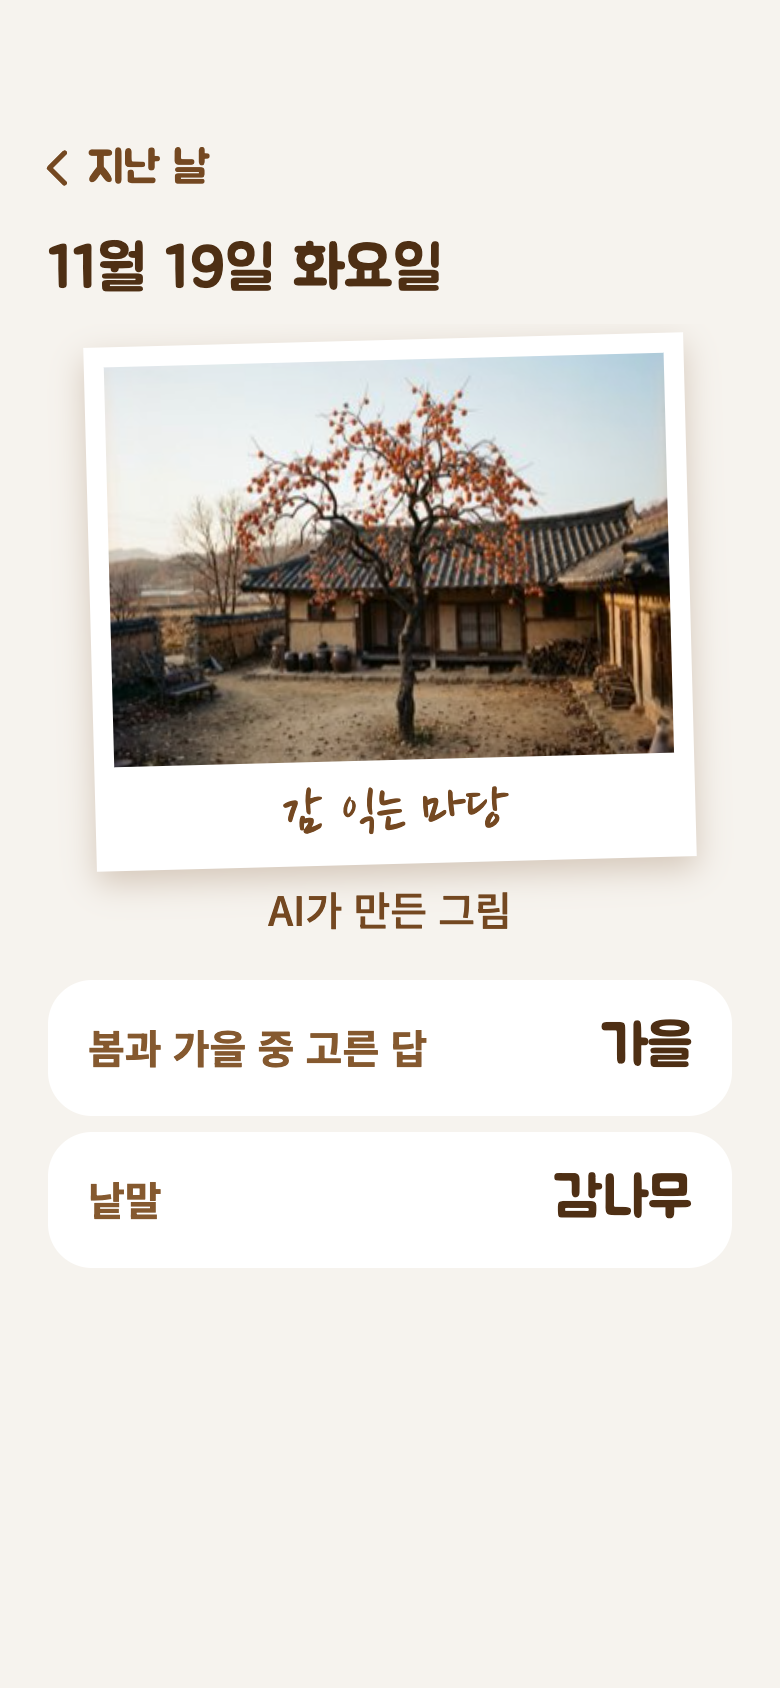 지난 날
11월 19일 화요일
감 익는 마당
AI가 만든 그림
봄과 가을 중 고른 답
가을
낱말
감나무